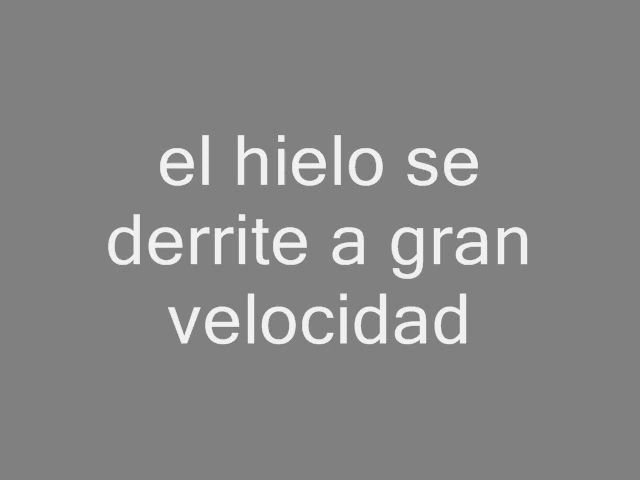 el hielo se
derrite a gran
velocidad